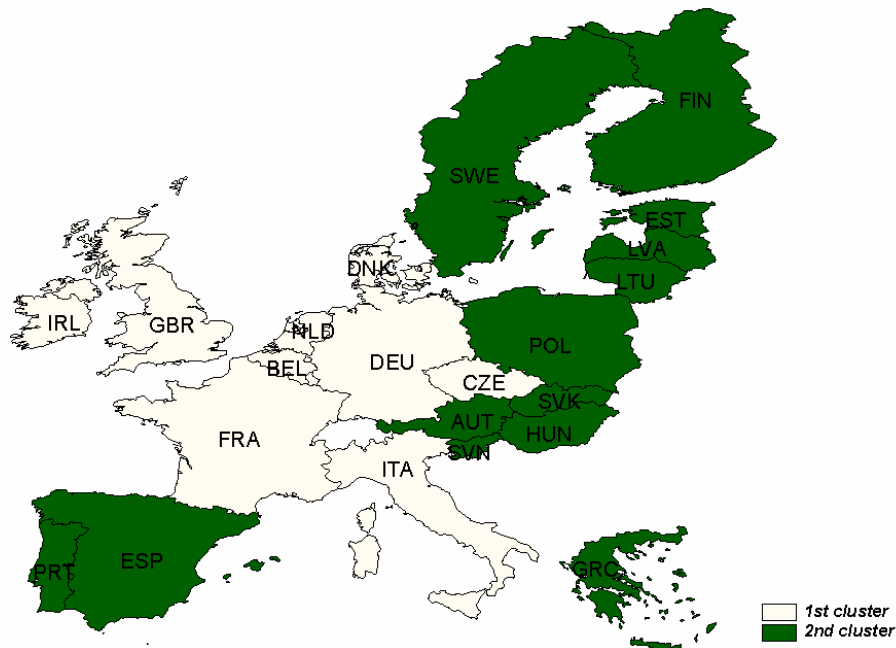 FIN
SWE
EST
LVA
DNK
LTU
IRL
GBR
NLD
POL
BEL
DEU
CZE
SVK
AUT
HUN
FRA
SVN
ITA
PRT
ESP
GRC
1st cluster
2nd cluster